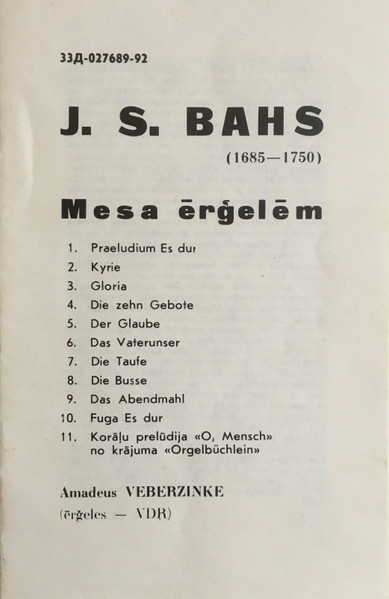 33Д-027689-92
J. S. BAHS
(1685—1750)
Mesa ērģelēm
1. Praeludium Es dur
2. Kyrie
3. Gloria
4. Die zehn Gebote
5. Der Glaube
6. Das Vaterunser
7. Die Taufe
8. Die Busse
9. Das Abendmahl
10. Fuga Es dur
11. Korāļu prelūdija «O, Mensch»
no krājuma «Orgelbüchlein»
Amadeus VEBERZINKE
(ērģeles — VDR)